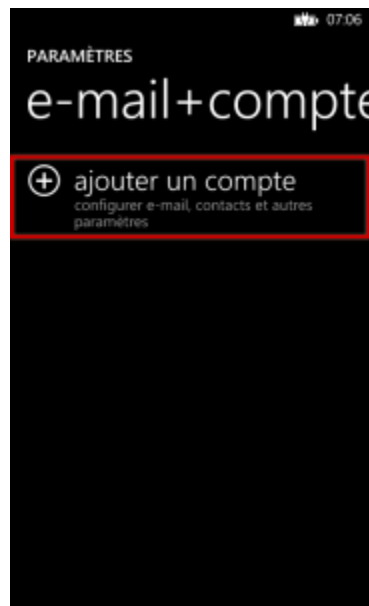 07:06
PARAMÈTRES
e-mail+compte
ajouter un compte
configurer e-mail, contacts et autres
paramètres